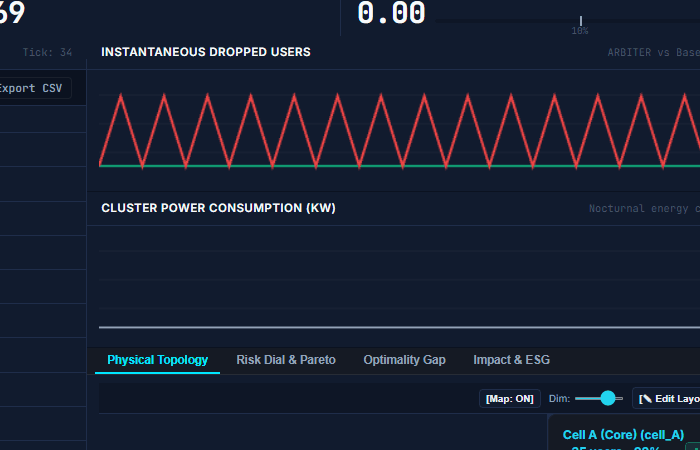 69
0.00
10%
Tick: 34
INSTANTANEOUS DROPPED USERS
ARBITER vs Base
Export CSV
CLUSTER POWER CONSUMPTION (KW)
Nocturnal energy c
Physical Topology
Risk Dial & Pareto
Optimality Gap
Impact & ESG
[Map: ON]
Dim:
[✎ Edit Layo
Cell A (Core) (cell_A)